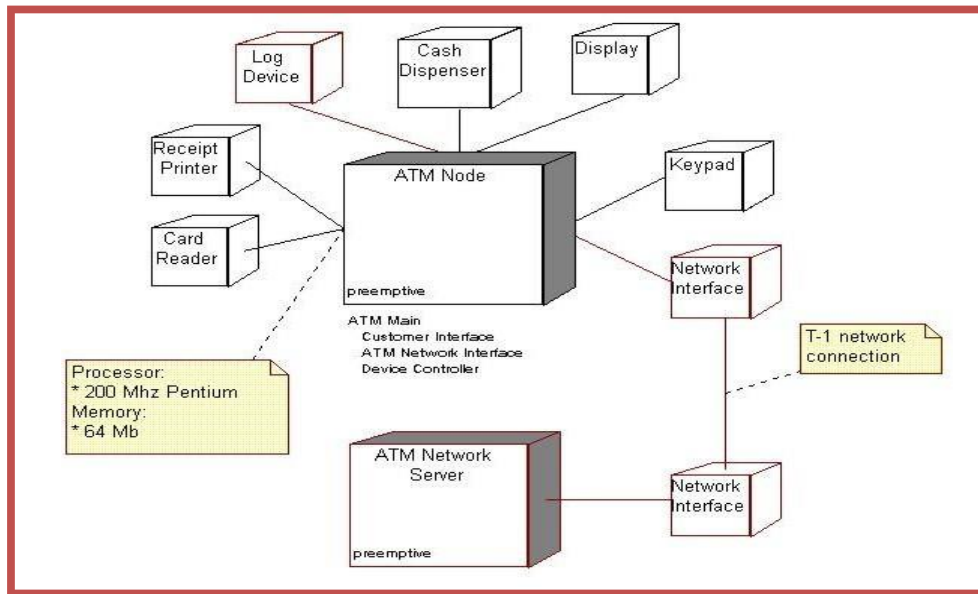 Log
Device
Cash
Dispenser
Display
Receipt
Printer
ATM Node
Keypad
Card
Reader
Network
Interface
preemptive
ATM Main
Customer Interface
ATM Network Interface
Device Controller
T-1 network
connection
Processor:
* 200 Mhz Pentium
Memory:
* 64 Mb
ATM Network
Server
Network
Interface
preemptive